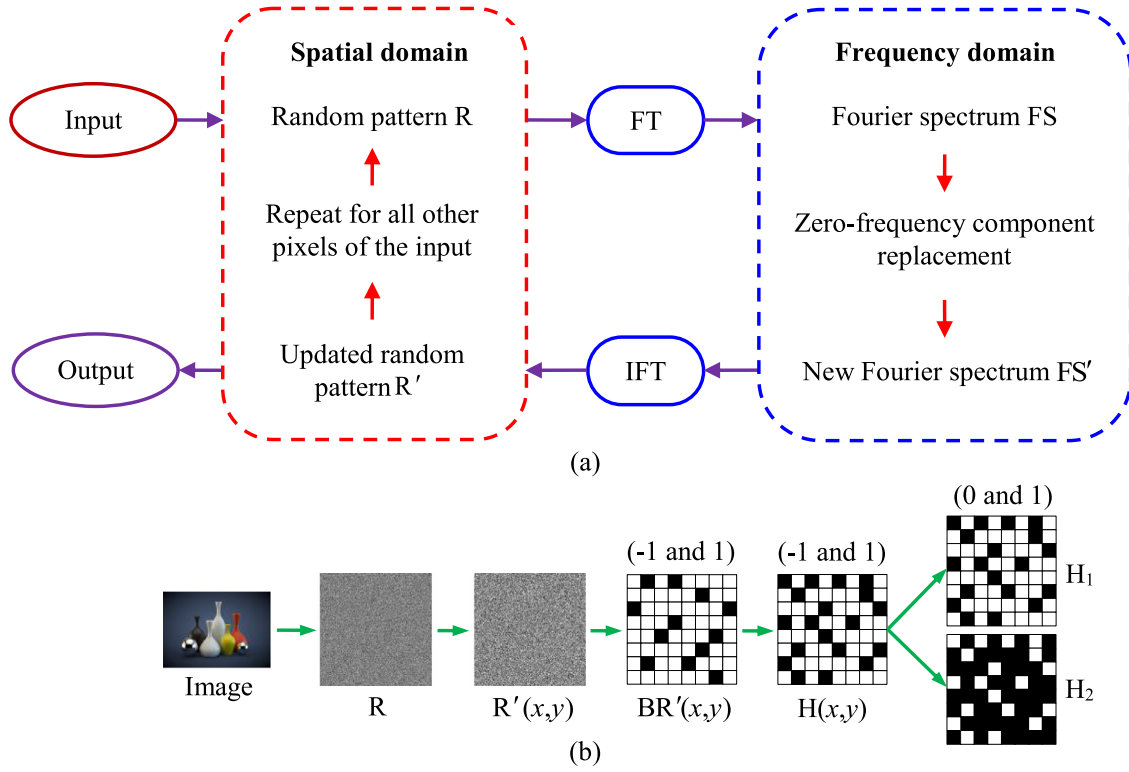 Spatial domain
Frequency domain
Input
Random pattern R
FT
Fourier spectrum FS
Repeat for all other
pixels of the input
Zero-frequency component
replacement
Output
Updated random
pattern R′
IFT
New Fourier spectrum FS′
(a)
(0 and 1)
(-1 and 1)
(-1 and 1)
H1
Image
R
R′(x,y)
BR′(x,y)
H(x,y)
H2
(b)